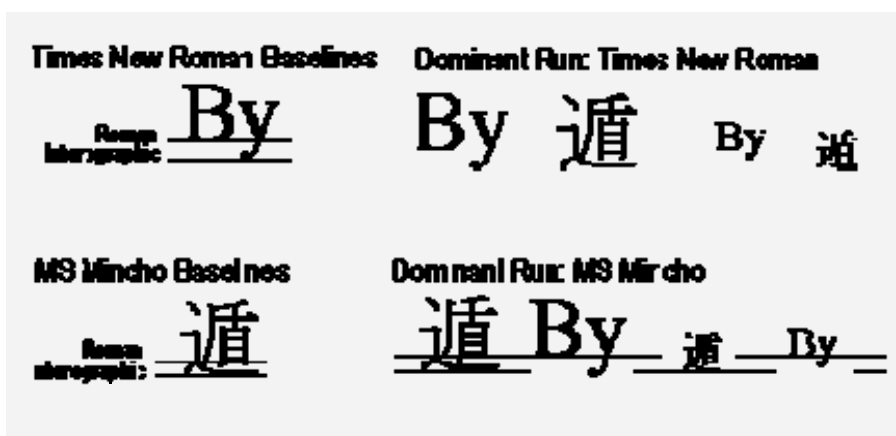 Times New Roman Baselines
Dominant Run: Times New Roman
Roman
Ideographic
By
By 遁 By 遁
MS Mincho Baselines
Dominant Run: MS Mincho
Roman
Ideographic
遁
遁 By 遁 By